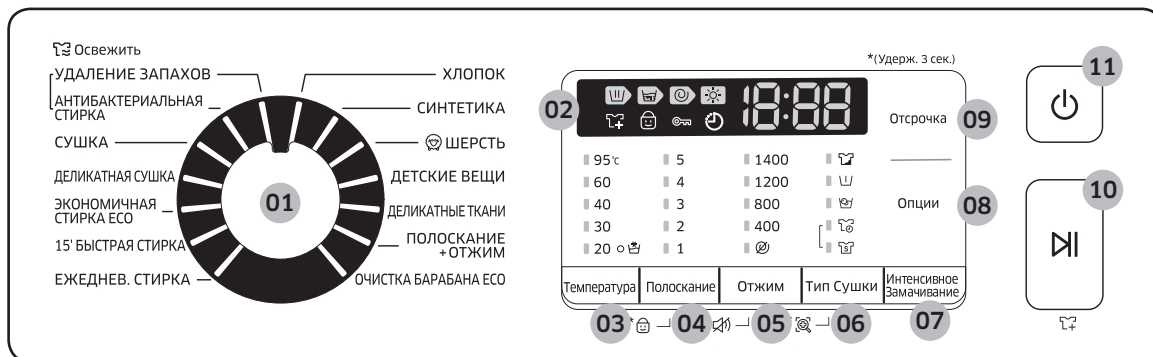 Освежить
УДАЛЕНИЕ ЗАПАХОВ
АНТИБАКТЕРИАЛЬНАЯ
СТИРКА
СУШКА
ДЕЛИКАТНАЯ СУШКА
ЭКОНОМИЧНАЯ
СТИРКА ECO
15' БЫСТРАЯ СТИРКА
ЕЖЕДНЕВ. СТИРКА
01
ХЛОПОК
СИНТЕТИКА
ШЕРСТЬ
ДЕТСКИЕ ВЕЩИ
ДЕЛИКАТНЫЕ ТКАНИ
ПОЛОСКАНИЕ
+ОТЖИМ
ОЧИСТКА БАРАБАНА ECO
*(Удерж. 3 сек.)
02
18:88
Отсрочка 09
95℃ 5 1400
60 4 1200
40 3 800
30 2 400
20 1
Опции 08
Температура Полоскание Отжим Тип Сушки Интенсивное
Замачивание
03 * 04 05 06 07
11
10